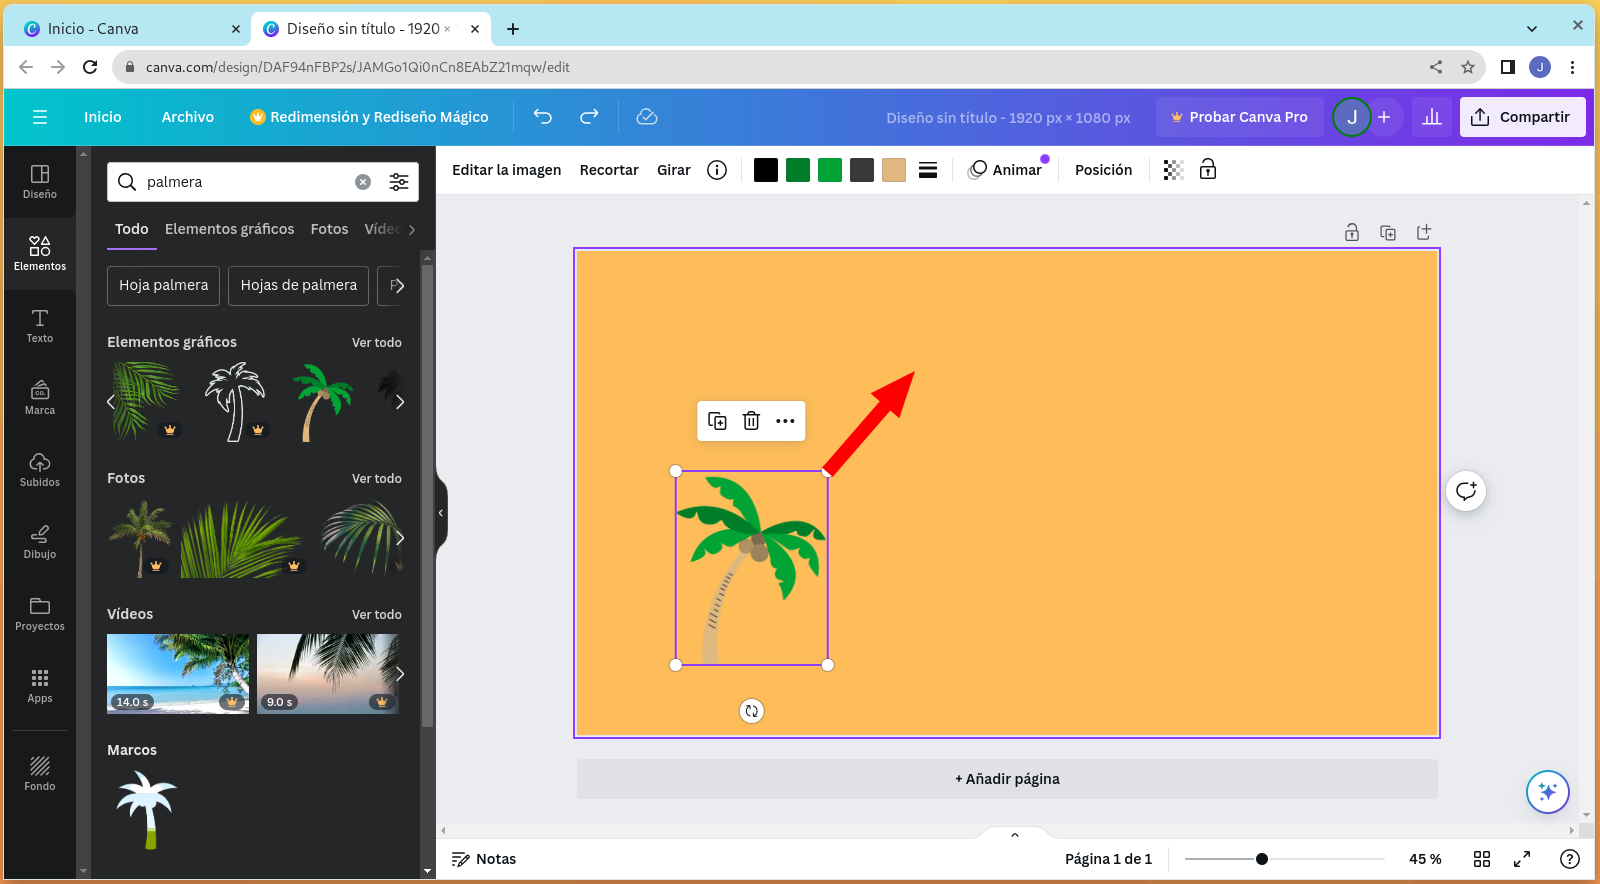 Inicio - Canva
Diseño sin título - 1920 ×
canva.com/design/DAF94nFBP2s/JAMGo1Qi0nCn8EAbZ21mqw/edit
J
Inicio
Archivo
Redimensión y Rediseño Mágico
Diseño sin título - 1920 px × 1080 px
Probar Canva Pro
J
Compartir
Diseño
Elementos
Texto
Marca
CO.
Subidos
Dibujo
Proyectos
Apps
Fondo
palmera
Todo
Elementos gráficos
Fotos
Vídeo
Hoja palmera
Hojas de palmera
Elementos gráficos
Ver todo
Fotos
Ver todo
Vídeos
Ver todo
14.0 s
9.0 s
Marcos
Editar la imagen
Recortar
Girar
Animar
Posición
+ Añadir página
Notas
Página 1 de 1
45 %